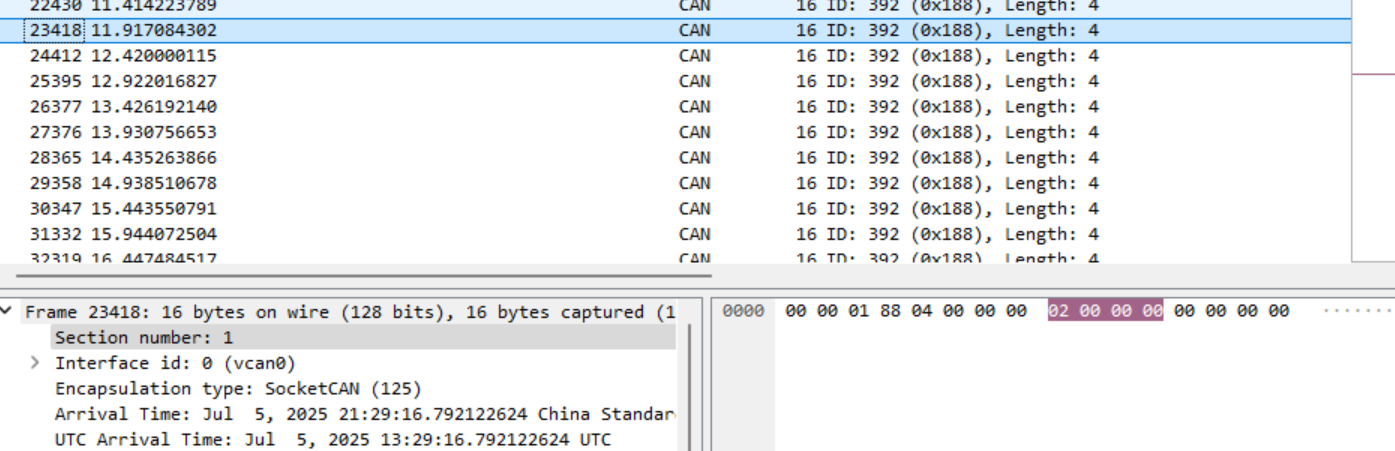 22430 11.414223789 CAN 16 ID: 392 (0x188), Length: 4
23418 11.917084302 CAN 16 ID: 392 (0x188), Length: 4
24412 12.420000115 CAN 16 ID: 392 (0x188), Length: 4
25395 12.922016827 CAN 16 ID: 392 (0x188), Length: 4
26377 13.426192140 CAN 16 ID: 392 (0x188), Length: 4
27376 13.930756653 CAN 16 ID: 392 (0x188), Length: 4
28365 14.435263866 CAN 16 ID: 392 (0x188), Length: 4
29358 14.938510678 CAN 16 ID: 392 (0x188), Length: 4
30347 15.443550791 CAN 16 ID: 392 (0x188), Length: 4
31332 15.944072504 CAN 16 ID: 392 (0x188), Length: 4
32319 16.447484517 CAN 16 ID: 392 (0x188), Length: 4
Frame 23418: 16 bytes on wire (128 bits), 16 bytes captured (1
Section number: 1
Interface id: 0 (vcan0)
Encapsulation type: SocketCAN (125)
Arrival Time: Jul  5, 2025 21:29:16.792122624 China Standar
UTC Arrival Time: Jul  5, 2025 13:29:16.792122624 UTC
0000 00 00 01 88 04 00 00 00 02 00 00 00 00 00 00 00 ·······